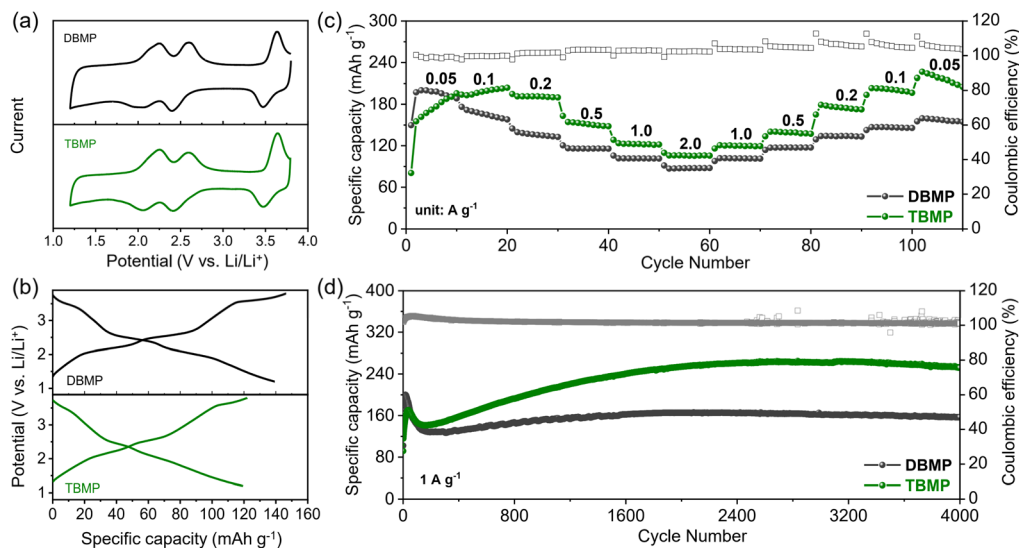 (a)
DBMP
TBMP
Current
1.0 1.5 2.0 2.5 3.0 3.5 4.0
Potential (V vs. Li/Li⁺)
(b)
3
2
1
DBMP
3
2
1
TBMP
Potential (V vs. Li/Li⁺)
0 20 40 60 80 100 120 140 160
Specific capacity (mAh g⁻¹)
(c)
300
240
180
120
60
0
Specific capacity (mAh g⁻¹)
0.05 0.1 0.2 0.5 1.0 2.0 1.0 0.5 0.2 0.1 0.05
unit: A g⁻¹
DBMP
TBMP
120
100
80
60
40
20
0
Coulombic efficiency (%)
0 20 40 60 80 100
Cycle Number
(d)
400
320
240
160
80
0
Specific capacity (mAh g⁻¹)
1 A g⁻¹
DBMP
TBMP
120
100
80
60
40
20
0
Coulombic efficiency (%)
0 800 1600 2400 3200 4000
Cycle Number